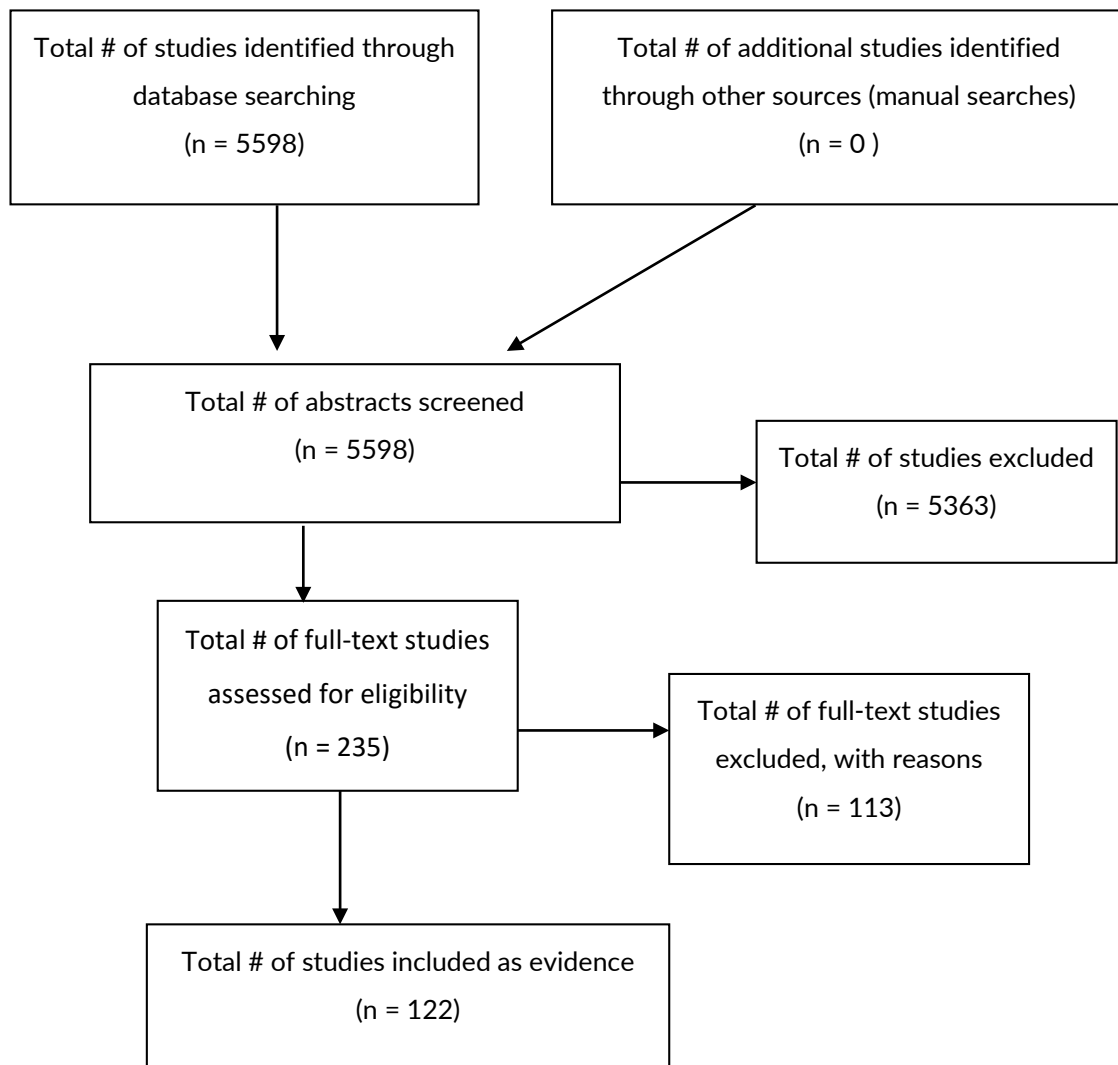 Total # of studies identified through
database searching
(n = 5598)
Total # of additional studies identified
through other sources (manual searches)
(n = 0 )
Total # of abstracts screened
(n = 5598)
Total # of studies excluded
(n = 5363)
Total # of full-text studies
assessed for eligibility
(n = 235)
Total # of full-text studies
excluded, with reasons
(n = 113)
Total # of studies included as evidence
(n = 122)